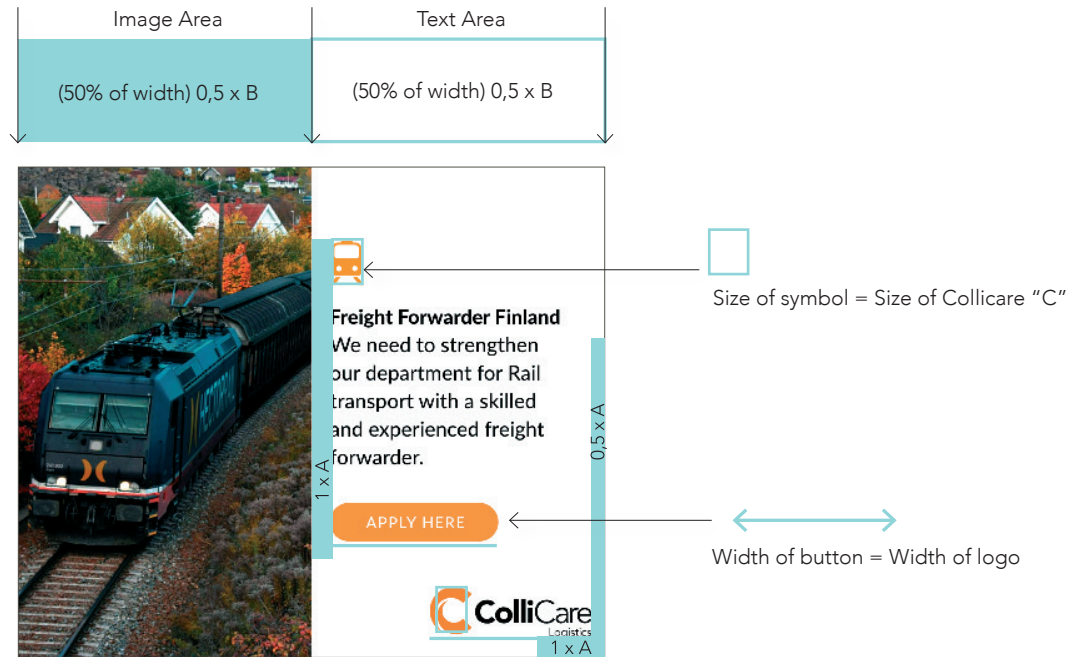 Image Area
Text Area
(50% of width) 0,5 x B
(50% of width) 0,5 x B
Size of symbol = Size of Collicare “C”
Freight Forwarder Finland
We need to strengthen
our department for Rail
transport with a skilled
and experienced freight
forwarder.
1 x A
0,5 x A
APPLY HERE
Width of button = Width of logo
ColliCare
Logistics
1 x A